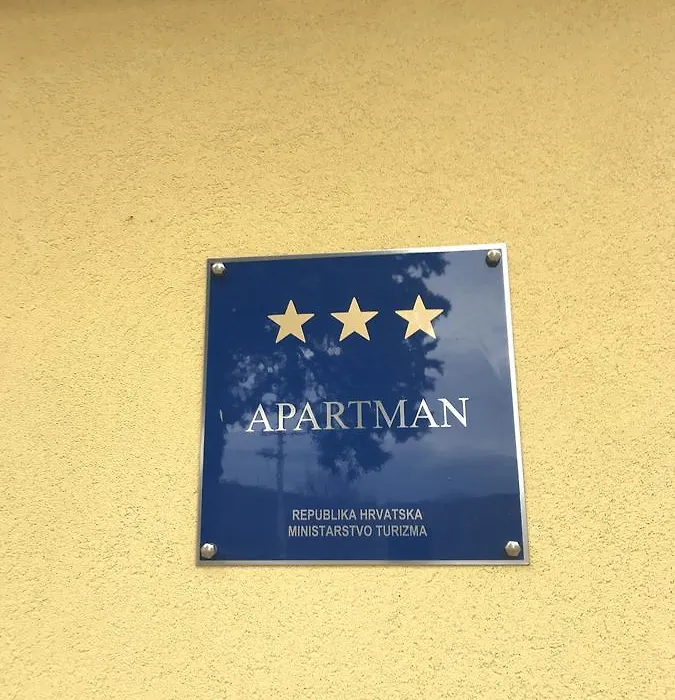 APARTMAN
REPUBLIKA HRVATSKA
MINISTARSTVO TURIZMA